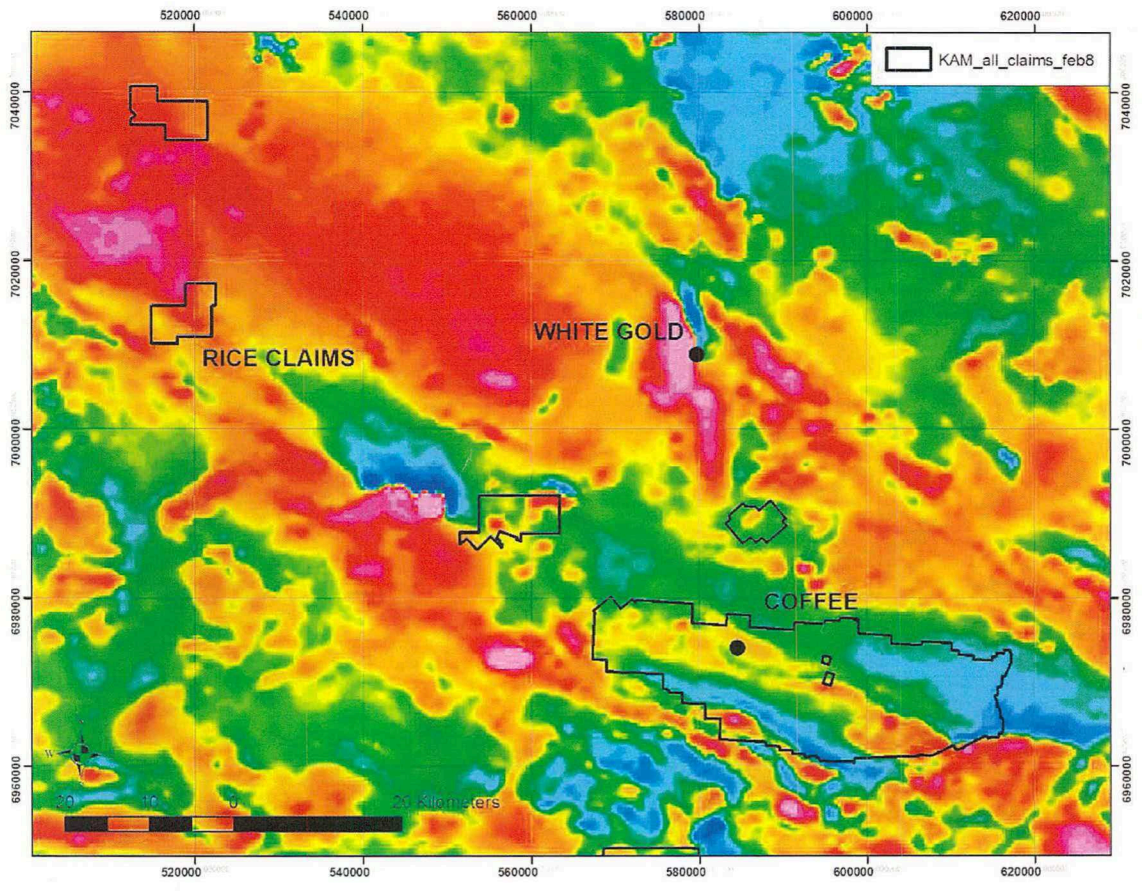 520000 540000 560000 580000 600000 620000
KAM_all_claims_feb8
7040000 7040000
7020000 7020000
WHITE GOLD
RICE CLAIMS
7000000 7000000
COFFEE
6980000 6980000
W
6960000 6960000
20 10 0 20 Kilometers
520000 540000 560000 580000 600000 620000